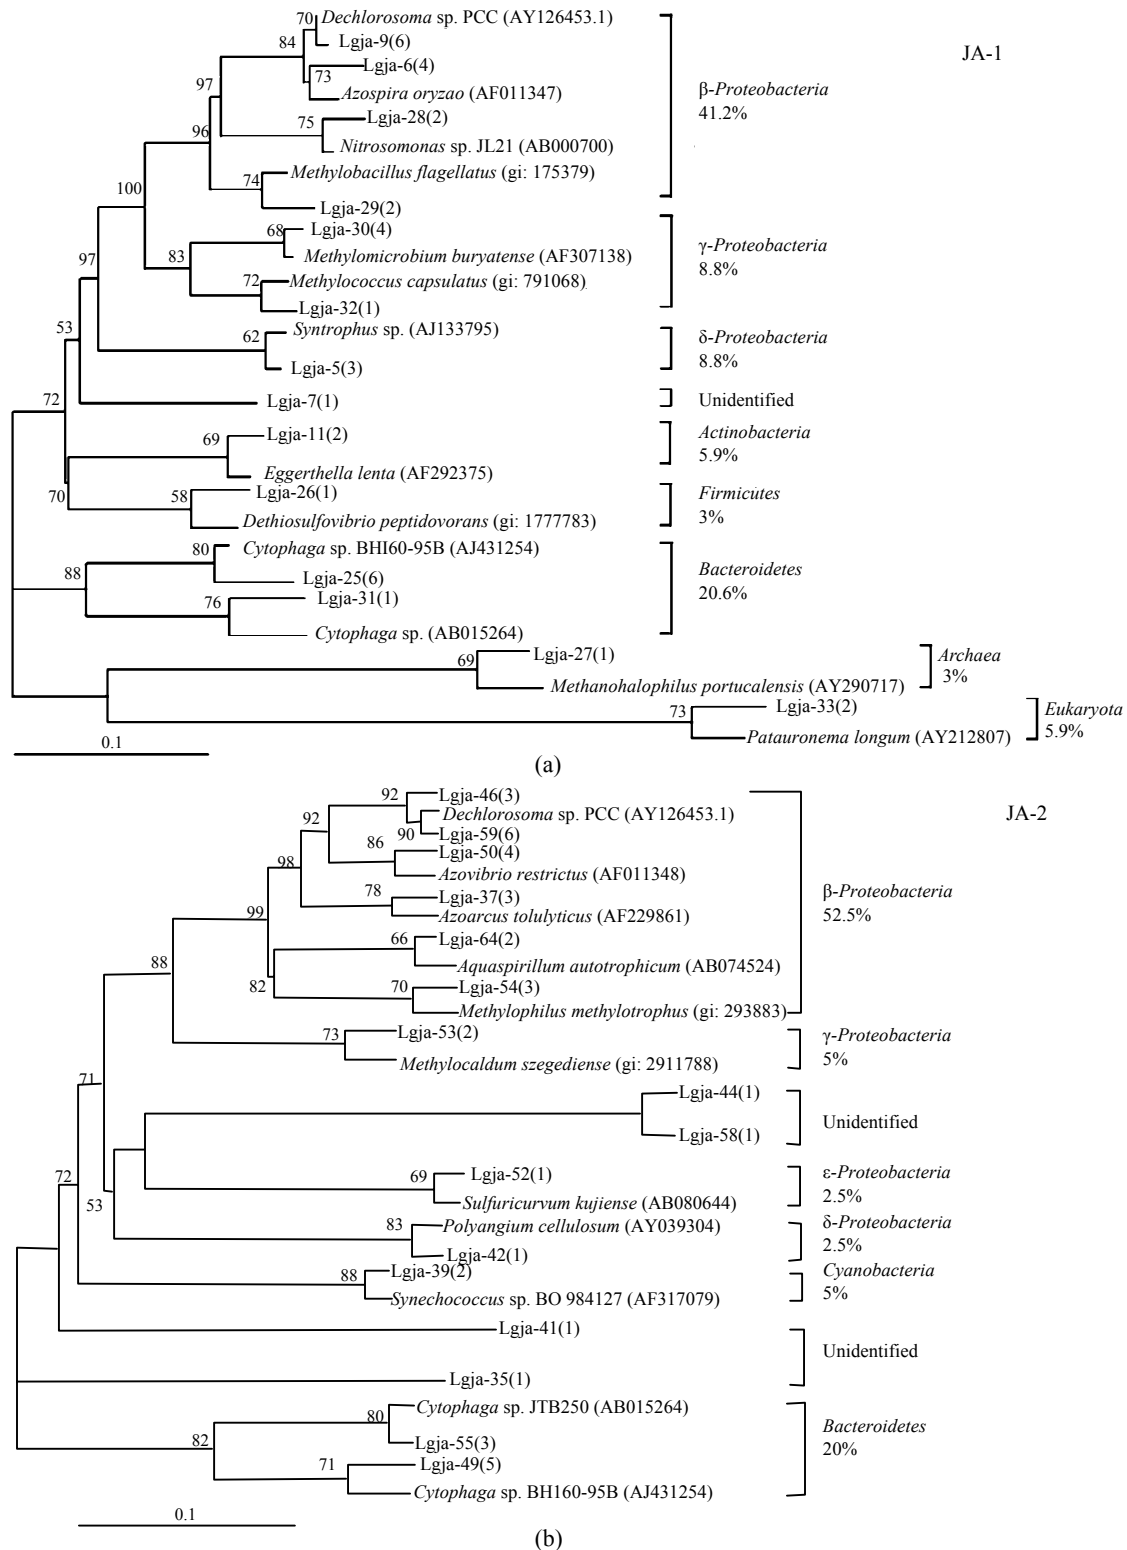 70
Dechlorosoma sp. PCC (AY126453.1)
84
Lgja-9(6)
JA-1
Lgja-6(4)
97
73
Azospira oryzao (AF011347)
β-Proteobacteria
41.2%
75
Lgja-28(2)
96
Nitrosomonas sp. JL21 (AB000700)
74
Methylobacillus flagellatus (gi: 175379)
100
Lgja-29(2)
68
Lgja-30(4)
83
Methylomicrobium buryatense (AF307138)
γ-Proteobacteria
8.8%
97
72
Methylococcus capsulatus (gi: 791068)
Lgja-32(1)
53
62
Syntrophus sp. (AJ133795)
δ-Proteobacteria
8.8%
Lgja-5(3)
72
Lgja-7(1)
Unidentified
69
Lgja-11(2)
Actinobacteria
5.9%
Eggerthella lenta (AF292375)
70
58
Lgja-26(1)
Firmicutes
3%
Dethiosulfovibrio peptidovorans (gi: 1777783)
80
Cytophaga sp. BHI60-95B (AJ431254)
88
Lgja-25(6)
Bacteroidetes
20.6%
76
Lgja-31(1)
Cytophaga sp. (AB015264)
69
Lgja-27(1)
Archaea
3%
Methanohalophilus portucalensis (AY290717)
73
Lgja-33(2)
Eukaryota
5.9%
Patauronema longum (AY212807)
0.1
(a)
92
Lgja-46(3)
JA-2
92
Dechlorosoma sp. PCC (AY126453.1)
90
Lgja-59(6)
86
Lgja-50(4)
98
Azovibrio restrictus (AF011348)
78
Lgja-37(3)
β-Proteobacteria
52.5%
99
Azoarcus tolulyticus (AF229861)
66
Lgja-64(2)
88
Aquaspirillum autotrophicum (AB074524)
82
70
Lgja-54(3)
Methylophilus methylotrophus (gi: 293883)
73
Lgja-53(2)
γ-Proteobacteria
5%
Methylocaldum szegediense (gi: 2911788)
71
Lgja-44(1)
Unidentified
Lgja-58(1)
72
69
Lgja-52(1)
ε-Proteobacteria
2.5%
53
Sulfuricurvum kujiense (AB080644)
83
Polyangium cellulosum (AY039304)
δ-Proteobacteria
2.5%
Lgja-42(1)
88
Lgja-39(2)
Cyanobacteria
5%
Synechococcus sp. BO 984127 (AF317079)
Lgja-41(1)
Unidentified
Lgja-35(1)
80
Cytophaga sp. JTB250 (AB015264)
82
Lgja-55(3)
Bacteroidetes
20%
71
Lgja-49(5)
Cytophaga sp. BH160-95B (AJ431254)
0.1
(b)